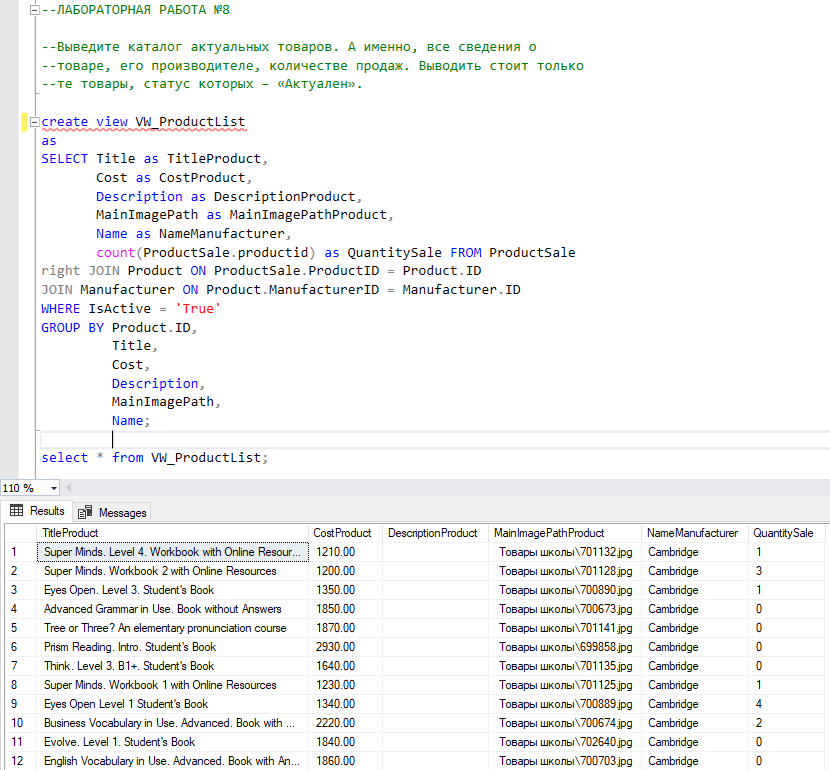 --ЛАБОРАТОРНАЯ РАБОТА №8
--Выведите каталог актуальных товаров. А именно, все сведения о
--товаре, его производителе, количестве продаж. Выводить стоит только
--те товары, статус которых – «Актуален».
create view VW_ProductList
as
SELECT Title as TitleProduct,
Cost as CostProduct,
Description as DescriptionProduct,
MainImagePath as MainImagePathProduct,
Name as NameManufacturer,
count(ProductSale.productid) as QuantitySale FROM ProductSale
right JOIN Product ON ProductSale.ProductID = Product.ID
JOIN Manufacturer ON Product.ManufacturerID = Manufacturer.ID
WHERE IsActive = 'True'
GROUP BY Product.ID,
Title,
Cost,
Description,
MainImagePath,
Name;
select * from VW_ProductList;
110 %
Results Messages
TitleProduct CostProduct DescriptionProduct MainImagePathProduct NameManufacturer QuantitySale
1 Super Minds. Level 4. Workbook with Online Resour... 1210.00 Товары школы\701132.jpg Cambridge 1
2 Super Minds. Workbook 2 with Online Resources 1200.00 Товары школы\701128.jpg Cambridge 3
3 Eyes Open. Level 3. Student's Book 1350.00 Товары школы\700890.jpg Cambridge 1
4 Advanced Grammar in Use. Book without Answers 1850.00 Товары школы\700673.jpg Cambridge 0
5 Tree or Three? An elementary pronunciation course 1870.00 Товары школы\701141.jpg Cambridge 0
6 Prism Reading. Intro. Student's Book 2930.00 Товары школы\699858.jpg Cambridge 0
7 Think. Level 3. B1+. Student's Book 1640.00 Товары школы\701135.jpg Cambridge 0
8 Super Minds. Workbook 1 with Online Resources 1230.00 Товары школы\701125.jpg Cambridge 1
9 Eyes Open Level 1 Student's Book 1340.00 Товары школы\700889.jpg Cambridge 4
10 Business Vocabulary in Use. Advanced. Book with ... 2220.00 Товары школы\700674.jpg Cambridge 2
11 Evolve. Level 1. Student's Book 1840.00 Товары школы\702640.jpg Cambridge 0
12 English Vocabulary in Use. Advanced. Book with An... 1860.00 Товары школы\700703.jpg Cambridge 0